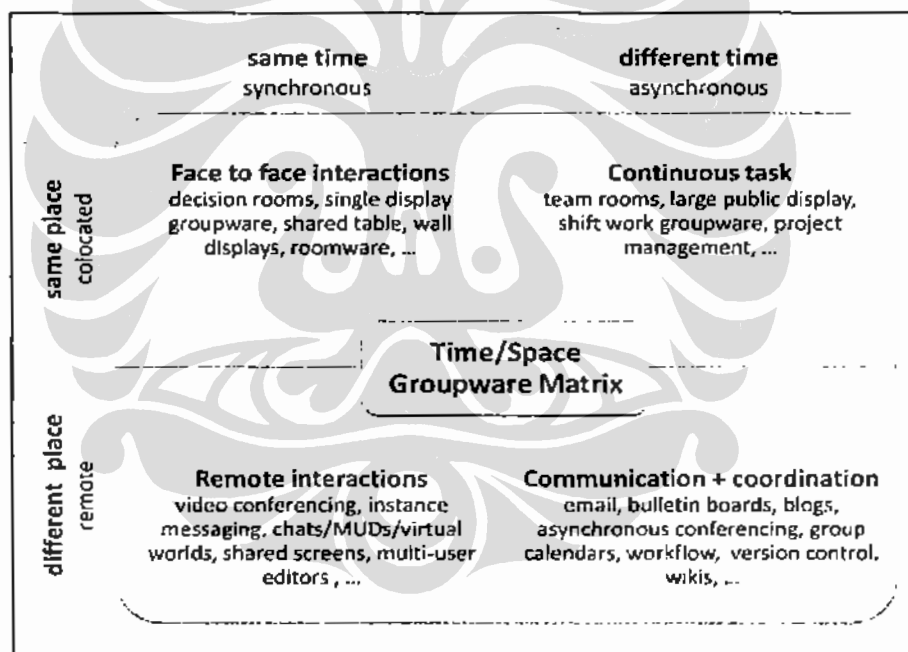 same time
synchronous
different time
asynchronous
same place
colocated
Face to face interactions
decision rooms, single display
groupware, shared table, wall
displays, roomware, ...
Continuous task
team rooms, large public display,
shift work groupware, project
management, ...
Time/Space
Groupware Matrix
different place
remote
Remote interactions
video conferencing, instance
messaging, chats/MUDs/virtual
worlds, shared screens, multi-user
editors , ...
Communication + coordination
email, bulletin boards, blogs,
asynchronous conferencing, group
calendars, workflow, version control,
wikis, ...